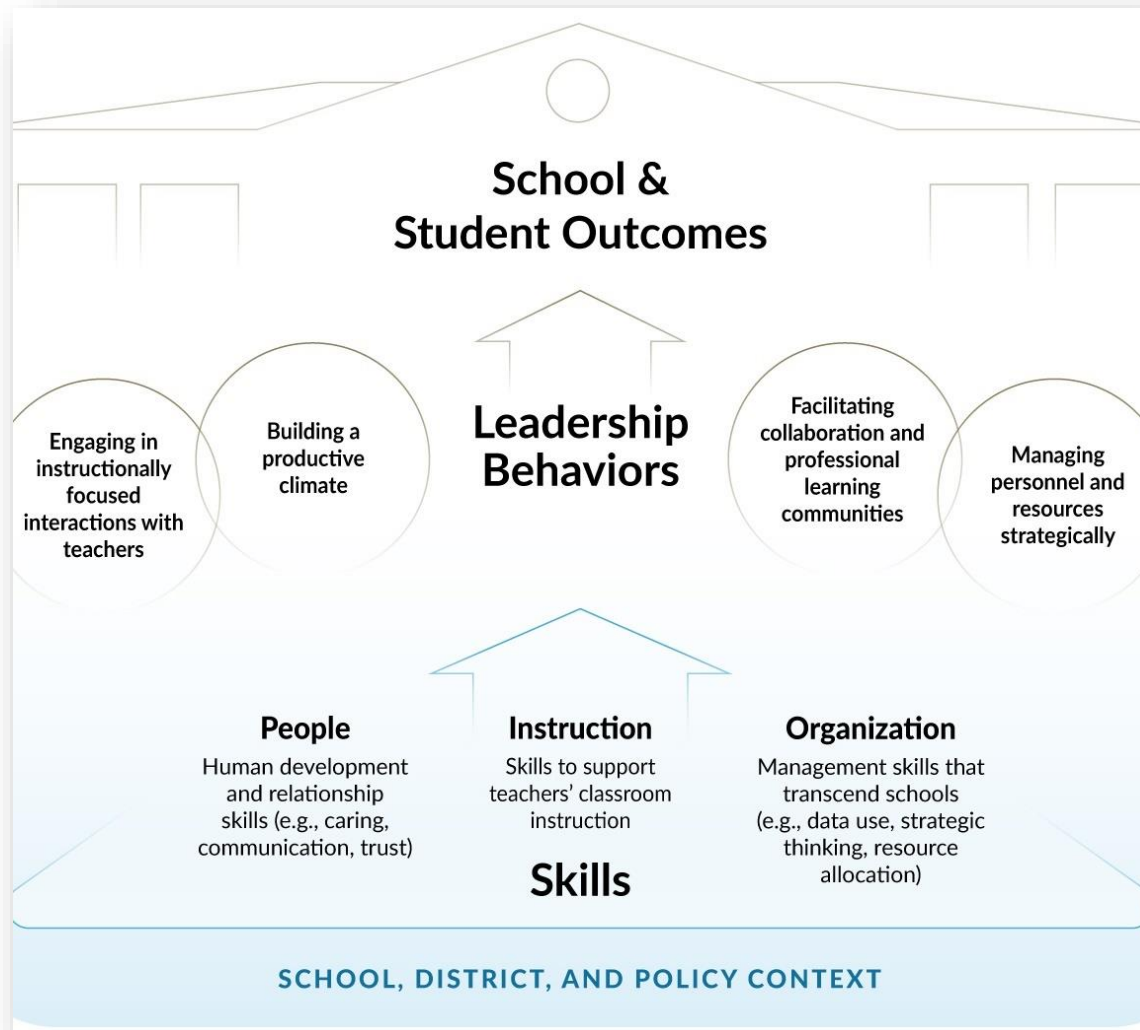 School &
Student Outcomes
Engaging in
instructionally
focused
interactions with
teachers
Building a
productive
climate
Leadership
Behaviors
Facilitating
collaboration and
professional
learning
communities
Managing
personnel and
resources
strategically
People
Human development
and relationship
skills (e.g., caring,
communication, trust)
Instruction
Skills to support
teachers’ classroom
instruction
Organization
Management skills that
transcend schools
(e.g., data use, strategic
thinking, resource
allocation)
Skills
SCHOOL, DISTRICT, AND POLICY CONTEXT